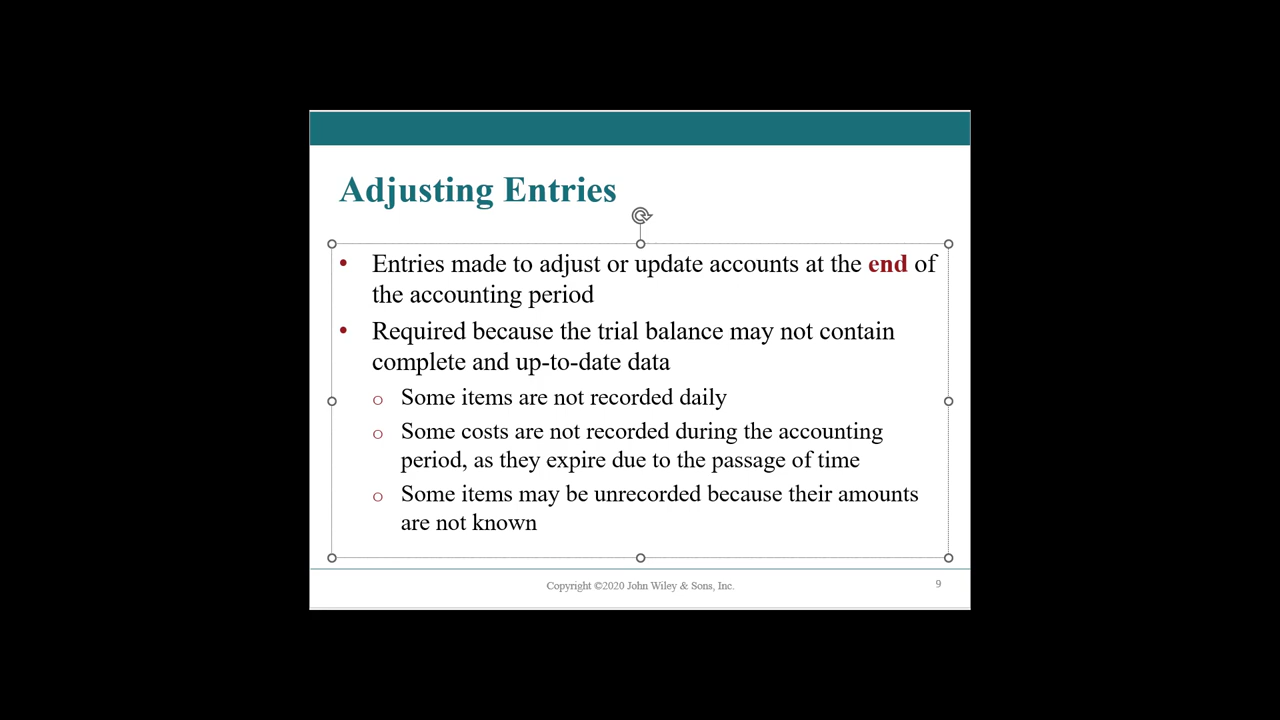 Adjusting Entries
• Entries made to adjust or update accounts at the end of
the accounting period
• Required because the trial balance may not contain
complete and up-to-date data
o Some items are not recorded daily
o Some costs are not recorded during the accounting
period, as they expire due to the passage of time
o Some items may be unrecorded because their amounts
are not known
Copyright ©2020 John Wiley & Sons, Inc.
9